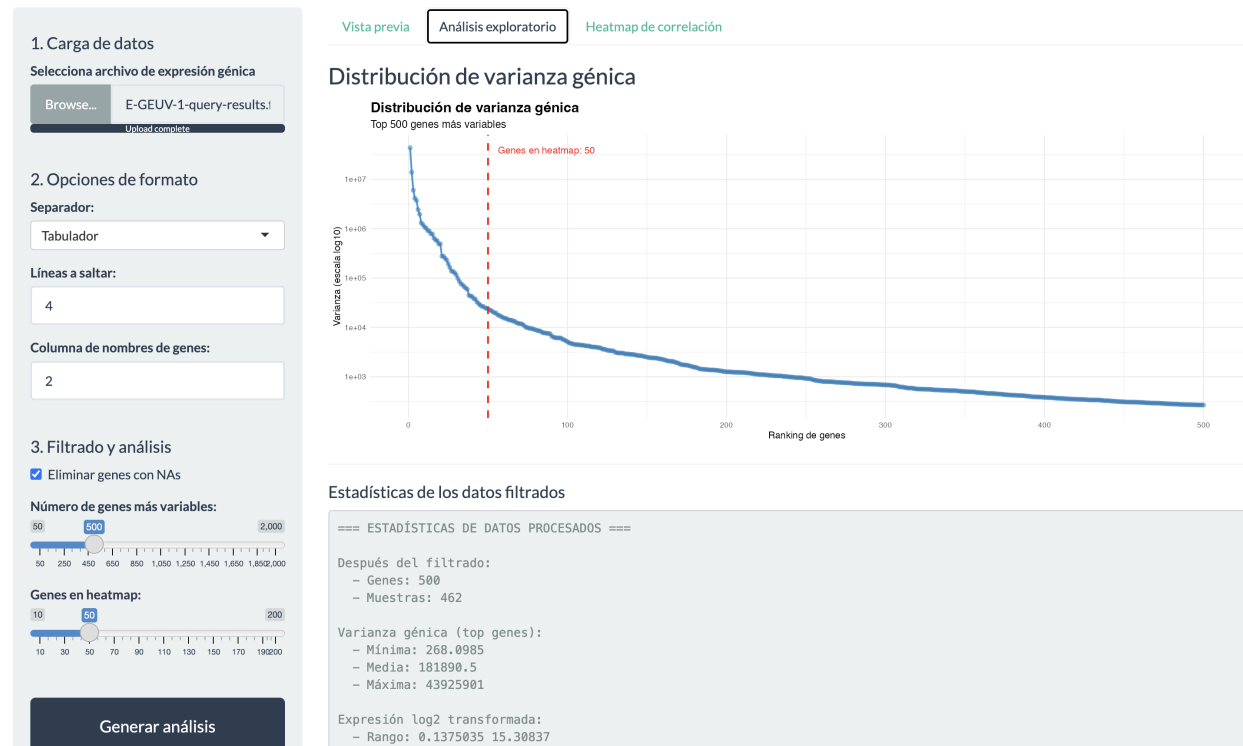 1. Carga de datos
Selecciona archivo de expresión génica
Browse... E-GEUV-1-query-results.t
Upload complete
2. Opciones de formato
Separador:
Tabulador
Líneas a saltar:
4
Columna de nombres de genes:
2
3. Filtrado y análisis
Eliminar genes con NAs
Número de genes más variables:
50 500 2,000
50 250 450 650 850 1,050 1,250 1,450 1,650 1,850 2,000
Genes en heatmap:
10 50 200
10 30 50 70 90 110 130 150 170 190 200
Generar análisis
Vista previa Análisis exploratorio Heatmap de correlación
Distribución de varianza génica
Distribución de varianza génica
Top 500 genes más variables
Genes en heatmap: 50
Varianza (escala log10)
1e+07
1e+06
1e+05
1e+04
1e+03
0 100 200 300 400 500
Ranking de genes
Estadísticas de los datos filtrados
=== ESTADÍSTICAS DE DATOS PROCESADOS ===
Después del filtrado:
– Genes: 500
– Muestras: 462
Varianza génica (top genes):
– Mínima: 268.0985
– Media: 181890.5
– Máxima: 43925901
Expresión log2 transformada:
– Rango: 0.1375035 15.30837